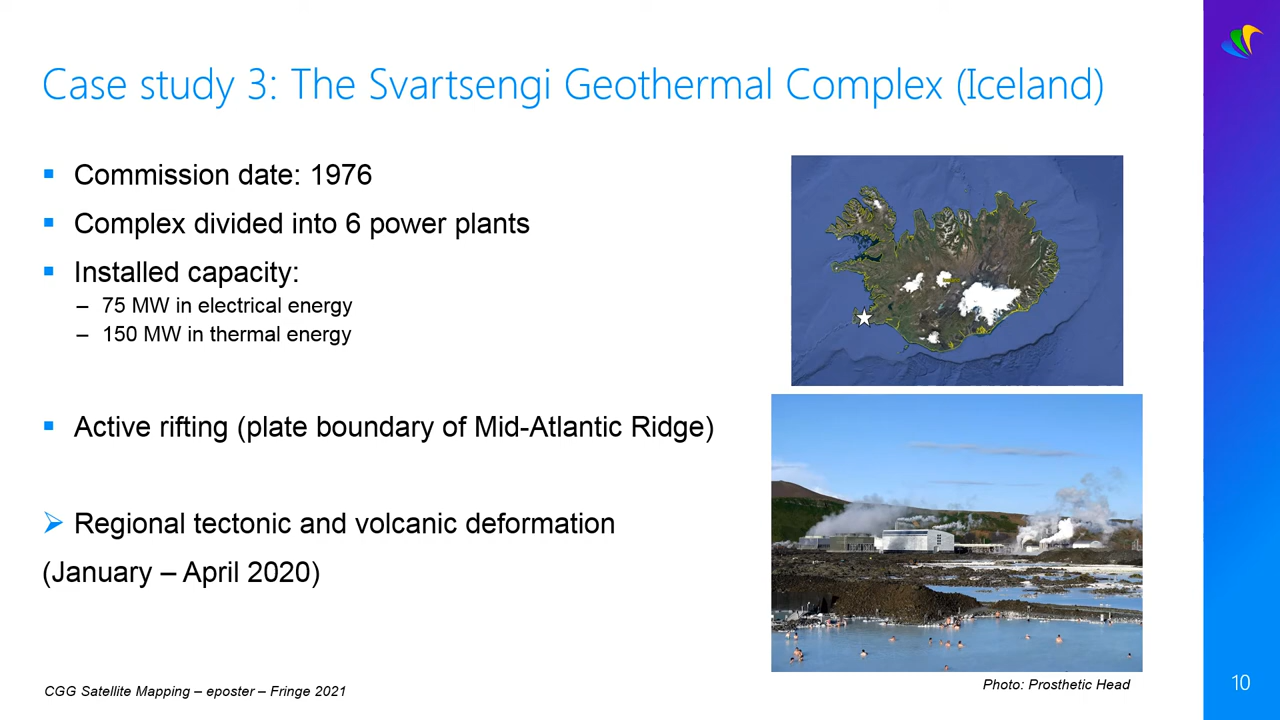 Case study 3: The Svartsengi Geothermal Complex (Iceland)
▪ Commission date: 1976
▪ Complex divided into 6 power plants
▪ Installed capacity:
– 75 MW in electrical energy
– 150 MW in thermal energy
▪ Active rifting (plate boundary of Mid-Atlantic Ridge)
➢ Regional tectonic and volcanic deformation
(January – April 2020)
Photo: Prosthetic Head
CGG Satellite Mapping – eposter – Fringe 2021
10